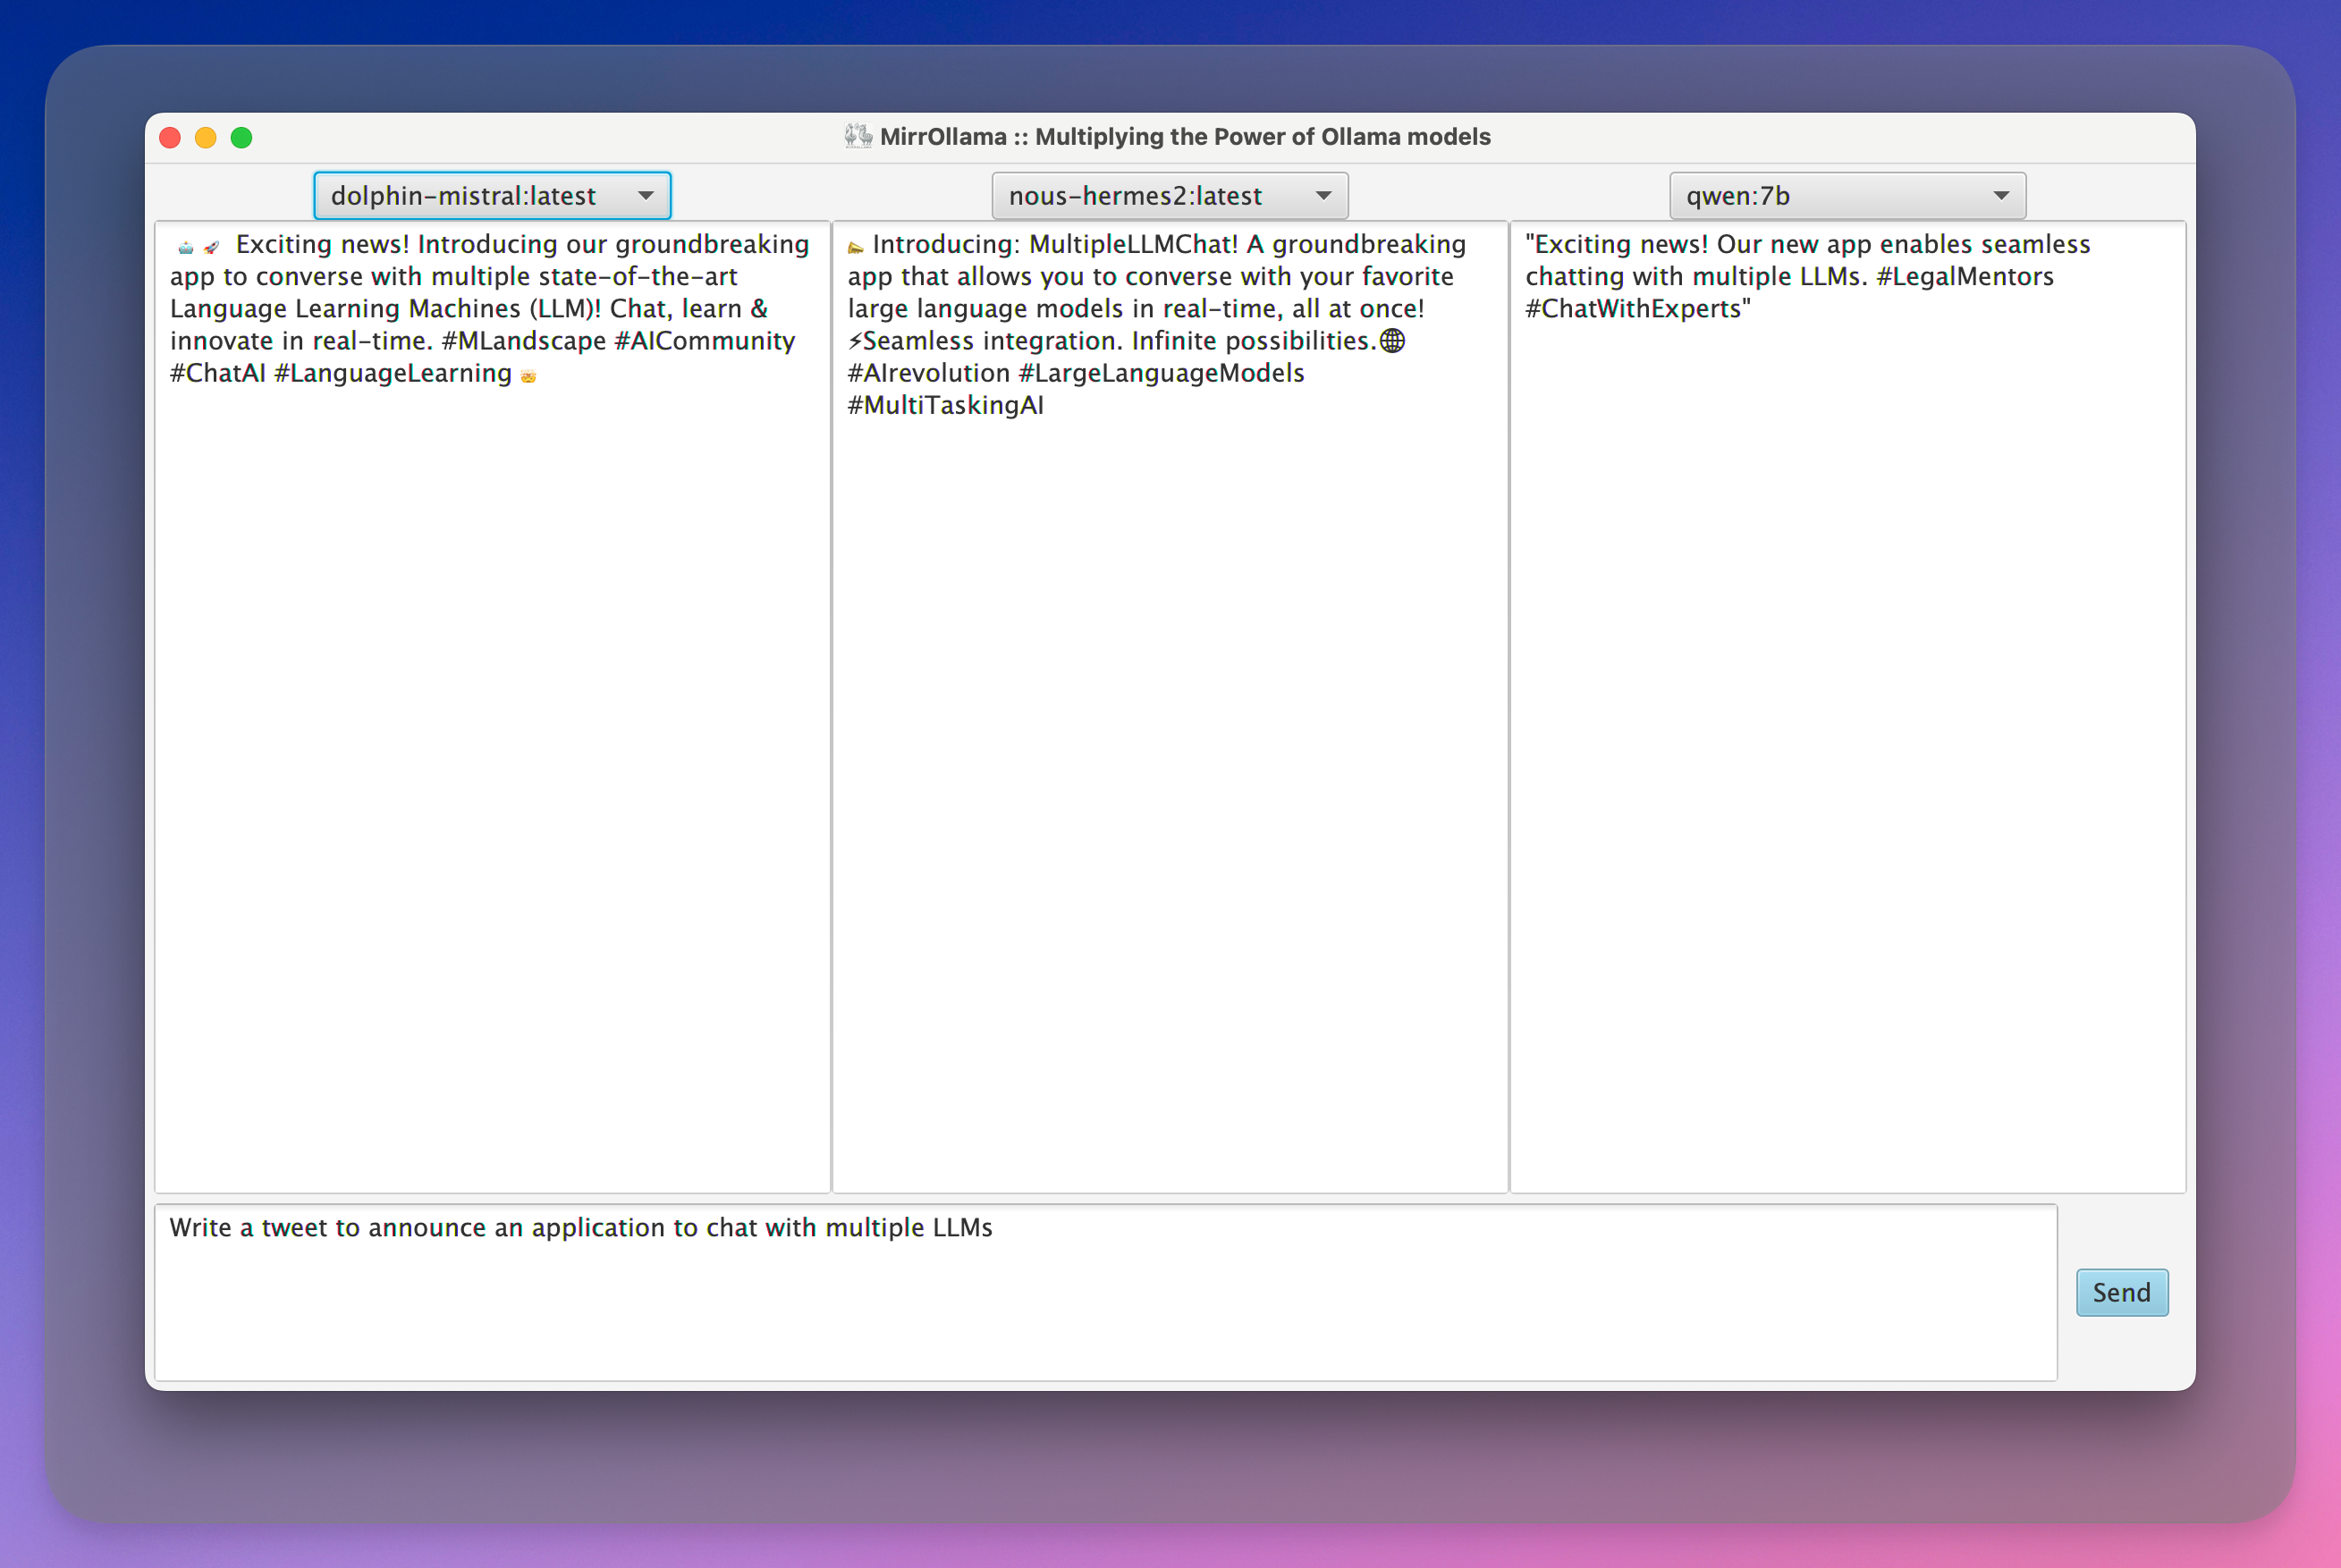 MirrOllama :: Multiplying the Power of Ollama models
dolphin-mistral:latest
nous-hermes2:latest
qwen:7b
🤖 🚀 Exciting news! Introducing our groundbreaking
app to converse with multiple state-of-the-art
Language Learning Machines (LLM)! Chat, learn &
innovate in real-time. #MLandscape #AICommunity
#ChatAI #LanguageLearning 🤯
📣 Introducing: MultipleLLMChat! A groundbreaking
app that allows you to converse with your favorite
large language models in real-time, all at once!
⚡Seamless integration. Infinite possibilities.🌐
#AIrevolution #LargeLanguageModels
#MultiTaskingAI
"Exciting news! Our new app enables seamless
chatting with multiple LLMs. #LegalMentors
#ChatWithExperts"
Write a tweet to announce an application to chat with multiple LLMs
Send